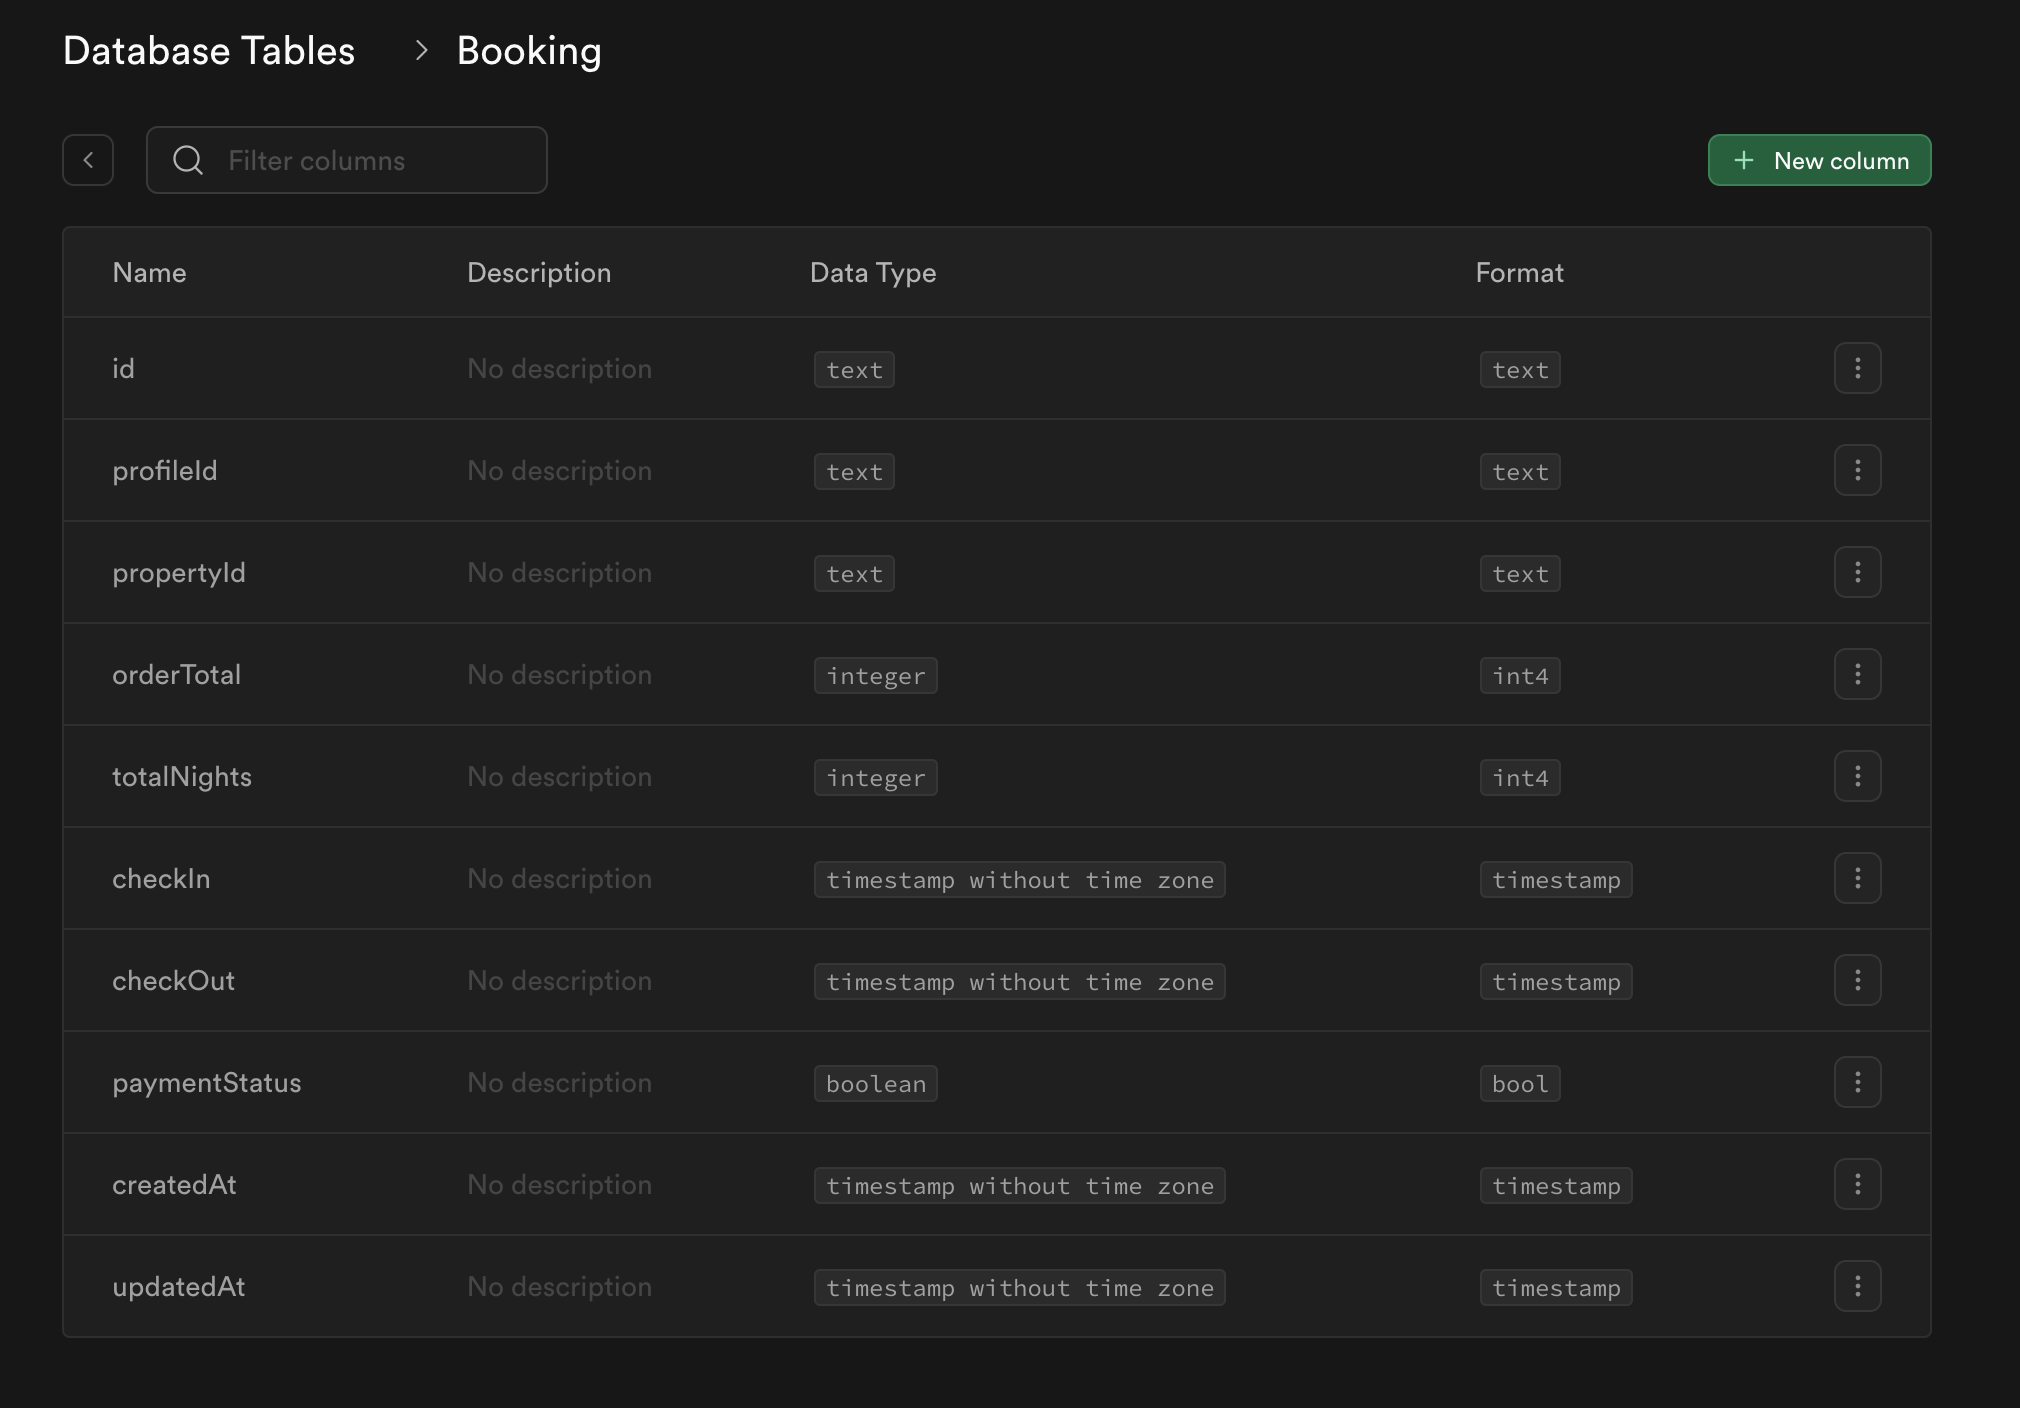 Database Tables > Booking
Filter columns
New column
Name Description Data Type Format
id No description text text
profileId No description text text
propertyId No description text text
orderTotal No description integer int4
totalNights No description integer int4
checkIn No description timestamp without time zone timestamp
checkOut No description timestamp without time zone timestamp
paymentStatus No description boolean bool
createdAt No description timestamp without time zone timestamp
updatedAt No description timestamp without time zone timestamp